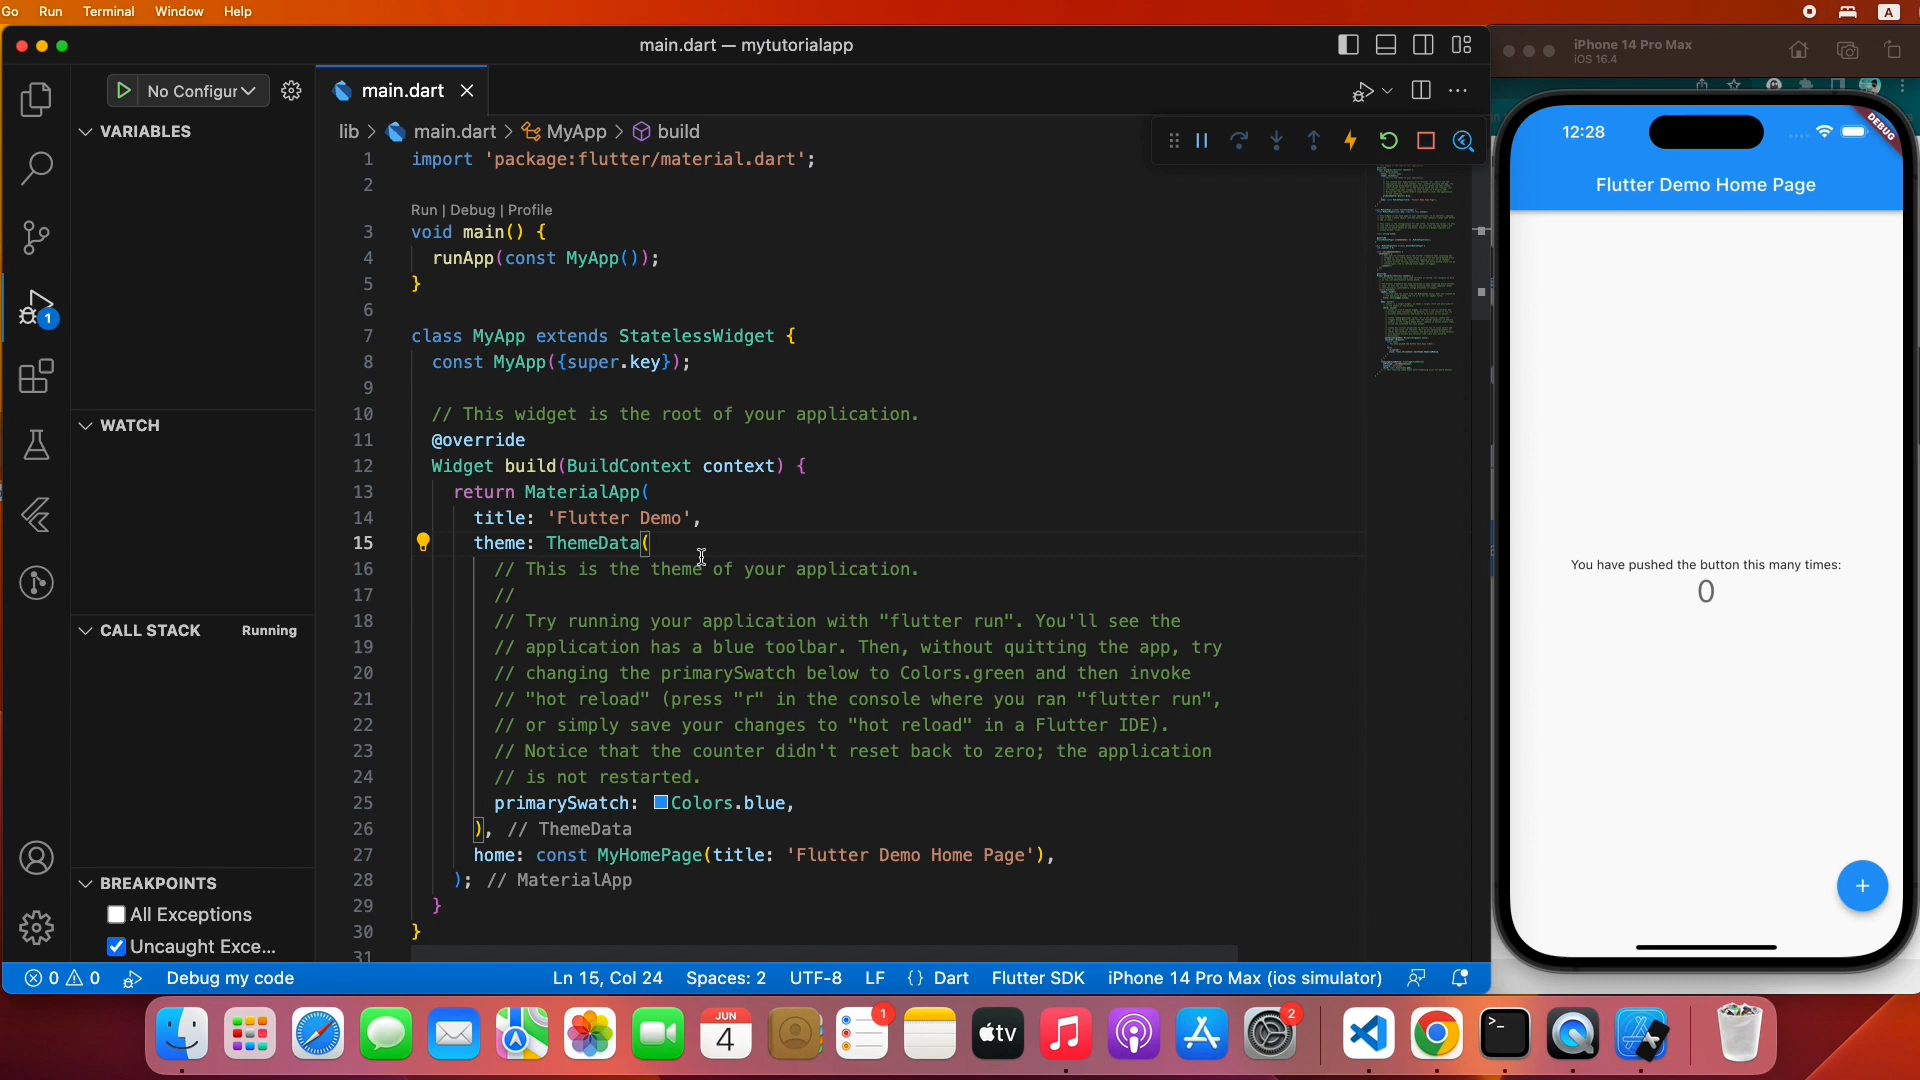 Go Run Terminal Window Help
A
main.dart — mytutorialapp
iPhone 14 Pro Max
iOS 16.4
No Configur
main.dart
VARIABLES
lib > main.dart > MyApp > build
1 import 'package:flutter/material.dart';
2
Run | Debug | Profile
3 void main() {
4 runApp(const MyApp());
5 }
6
7 class MyApp extends StatelessWidget {
8 const MyApp({super.key});
9
10 // This widget is the root of your application.
11 @override
12 Widget build(BuildContext context) {
13 return MaterialApp(
14 title: 'Flutter Demo',
15 theme: ThemeData(
16 // This is the theme of your application.
17 //
18 // Try running your application with "flutter run". You'll see the
19 // application has a blue toolbar. Then, without quitting the app, try
20 // changing the primarySwatch below to Colors.green and then invoke
21 // "hot reload" (press "r" in the console where you ran "flutter run",
22 // or simply save your changes to "hot reload" in a Flutter IDE).
23 // Notice that the counter didn't reset back to zero; the application
24 // is not restarted.
25 primarySwatch: Colors.blue,
26 ), // ThemeData
27 home: const MyHomePage(title: 'Flutter Demo Home Page'),
28 ); // MaterialApp
29 }
30 }
31
1
WATCH
CALL STACK Running
BREAKPOINTS
All Exceptions
Uncaught Exce...
12:28
DEBUG
Flutter Demo Home Page
You have pushed the button this many times:
0
+
0 0 Debug my code Ln 15, Col 24 Spaces: 2 UTF-8 LF {} Dart Flutter SDK iPhone 14 Pro Max (ios simulator)
JUN
4
1
tv
2
>_